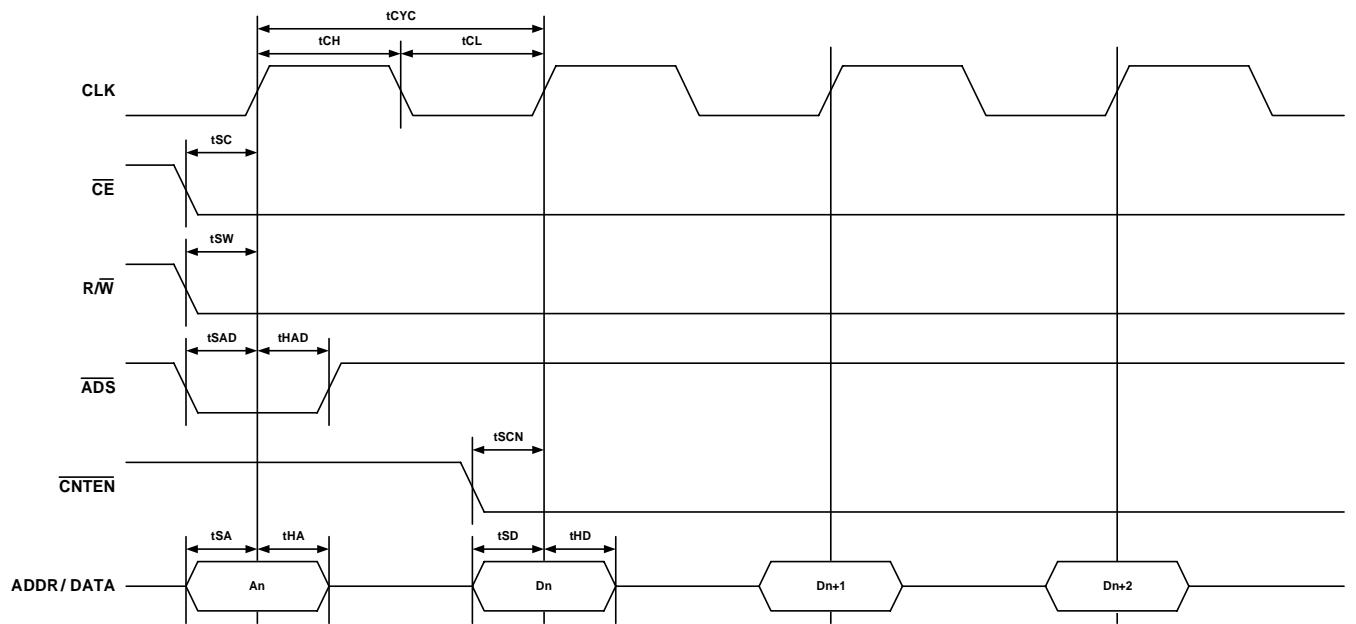 tCYC
tCH
tCL
CLK
tSC
CE
tSW
R/W
tSAD
tHAD
ADS
tSCN
CNTEN
tSA
tHA
tSD
tHD
ADDR / DATA
An
Dn
Dn+1
Dn+2